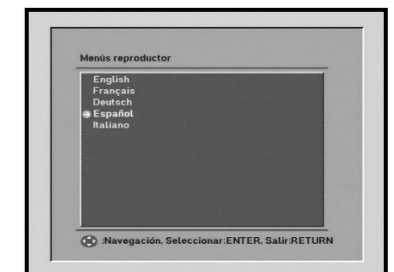 Menús reproductor
English
Français
Deutsch
Español
Italiano
:Navegación, Seleccionar:ENTER, Salir:RETURN